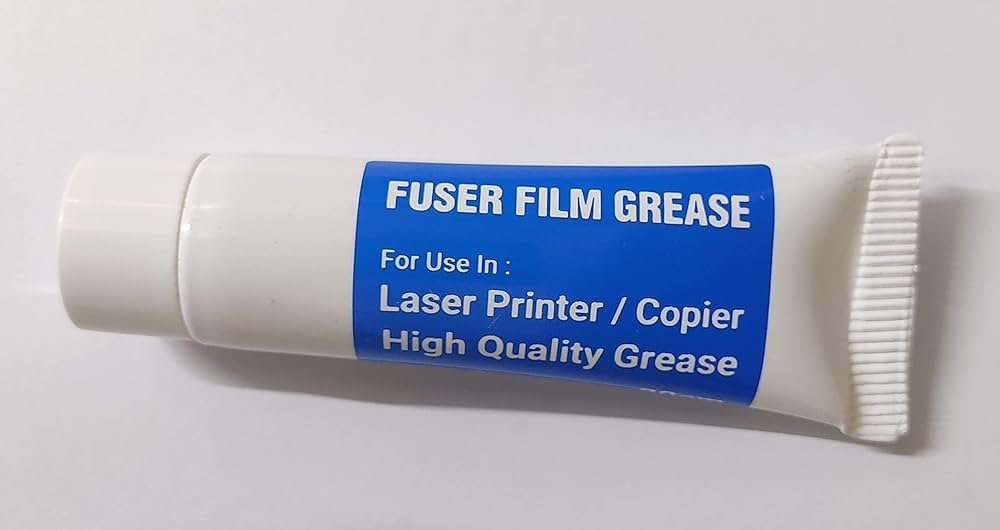 FUSER FILM GREASE
For Use In :
Laser Printer / Copier
High Quality Grease